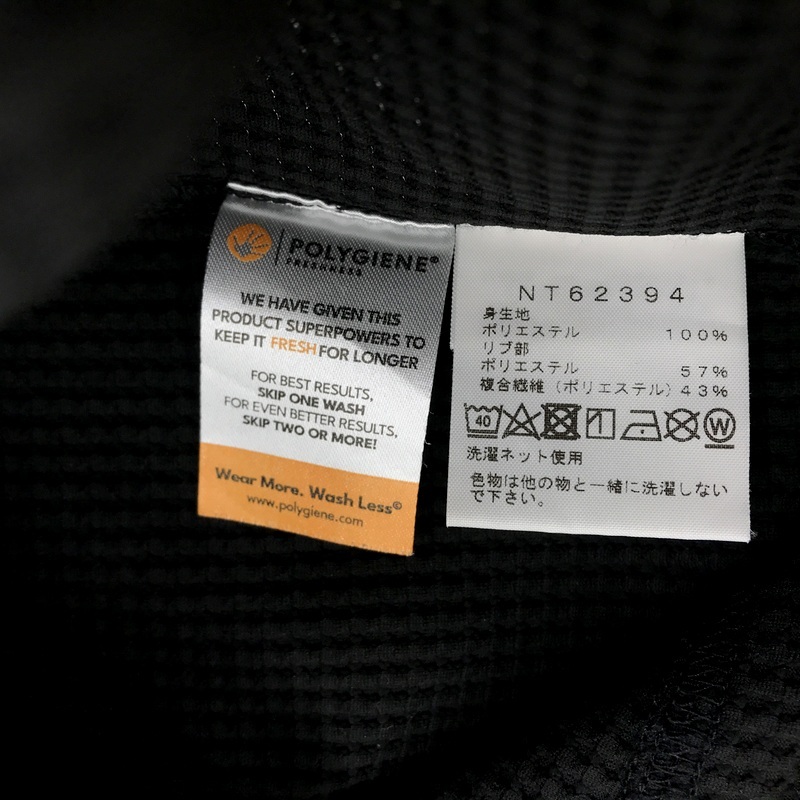 POLYGIENE®
FRESHNESS
WE HAVE GIVEN THIS
PRODUCT SUPERPOWERS TO
KEEP IT FRESH FOR LONGER
FOR BEST RESULTS,
SKIP ONE WASH
FOR EVEN BETTER RESULTS,
SKIP TWO OR MORE!
Wear More. Wash Less©
www.polygiene.com
NT62394
身生地
ポリエステル 100%
リブ部
ポリエステル 57%
複合繊維(ポリエステル)43%
40 W
洗濯ネット使用
色物は他の物と一緒に洗濯しない
で下さい。